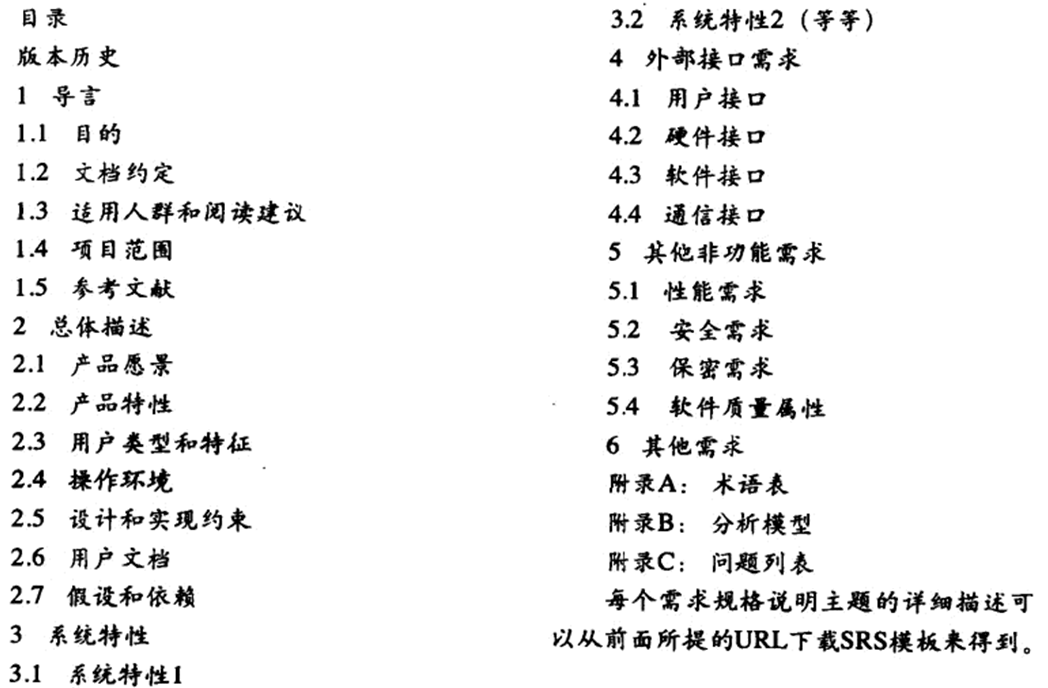 目录
版本历史
1 导言
1.1 目的
1.2 文档约定
1.3 适用人群和阅读建议
1.4 项目范围
1.5 参考文献
2 总体描述
2.1 产品愿景
2.2 产品特性
2.3 用户类型和特征
2.4 操作环境
2.5 设计和实现约束
2.6 用户文档
2.7 假设和依赖
3 系统特性
3.1 系统特性1
3.2 系统特性2（等等）
4 外部接口需求
4.1 用户接口
4.2 硬件接口
4.3 软件接口
4.4 通信接口
5 其他非功能需求
5.1 性能需求
5.2 安全需求
5.3 保密需求
5.4 软件质量属性
6 其他需求
附录A： 术语表
附录B： 分析模型
附录C： 问题列表
每个需求规格说明主题的详细描述可
以从前面所提的URL下载SRS模板来得到。